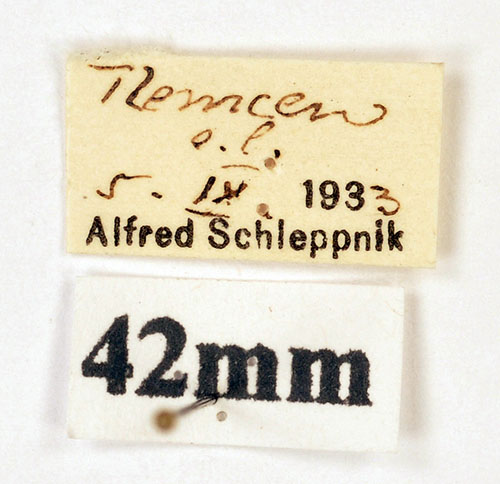 Tlemcen
e. l.
5. IX. 1933
Alfred Schleppnik
42mm